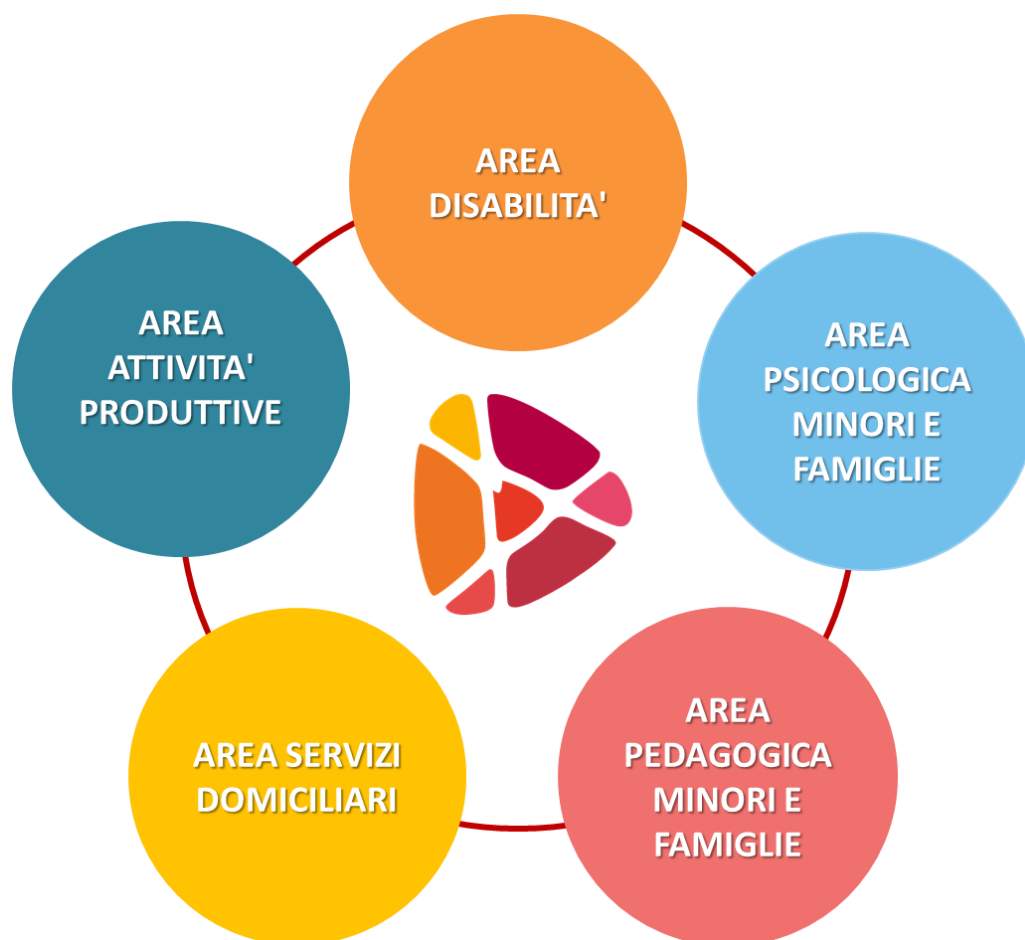 AREA
DISABILITA'
AREA
PSICOLOGICA
MINORI E
FAMIGLIE
AREA
PEDAGOGICA
MINORI E
FAMIGLIE
AREA SERVIZI
DOMICILIARI
AREA
ATTIVITA'
PRODUTTIVE